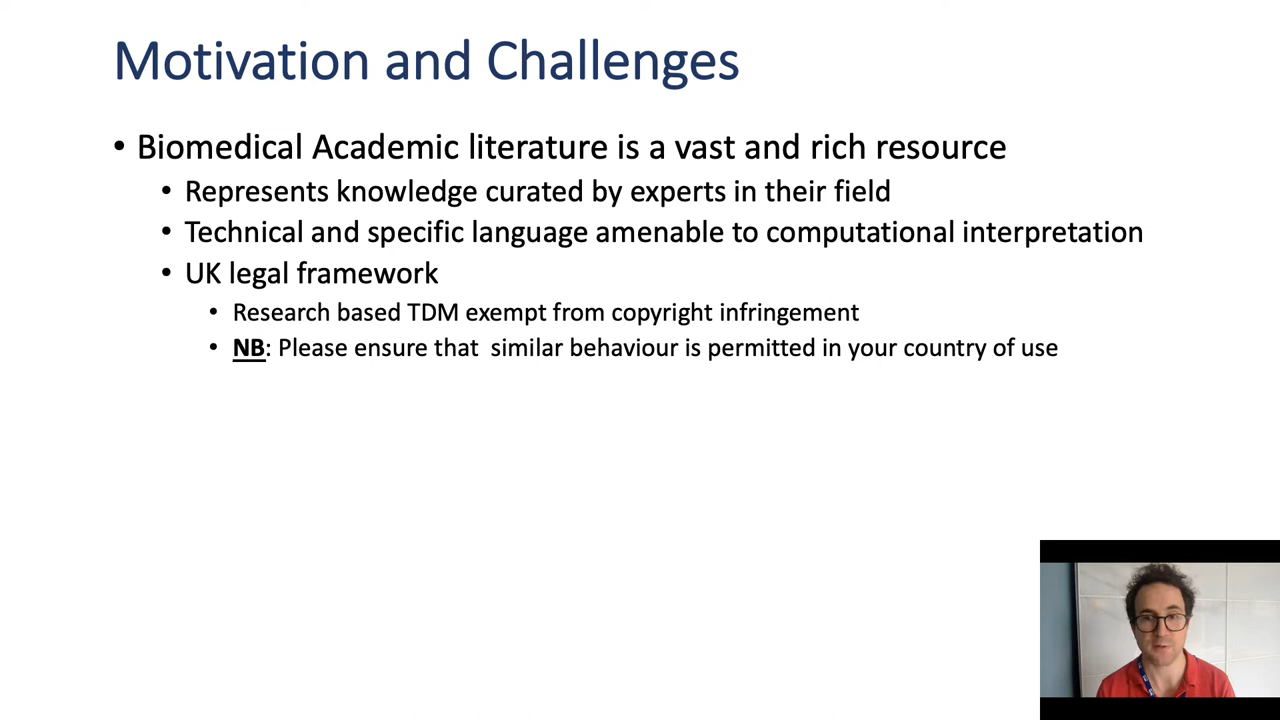 Motivation and Challenges
• Biomedical Academic literature is a vast and rich resource
• Represents knowledge curated by experts in their field
• Technical and specific language amenable to computational interpretation
• UK legal framework
• Research based TDM exempt from copyright infringement
• NB: Please ensure that similar behaviour is permitted in your country of use